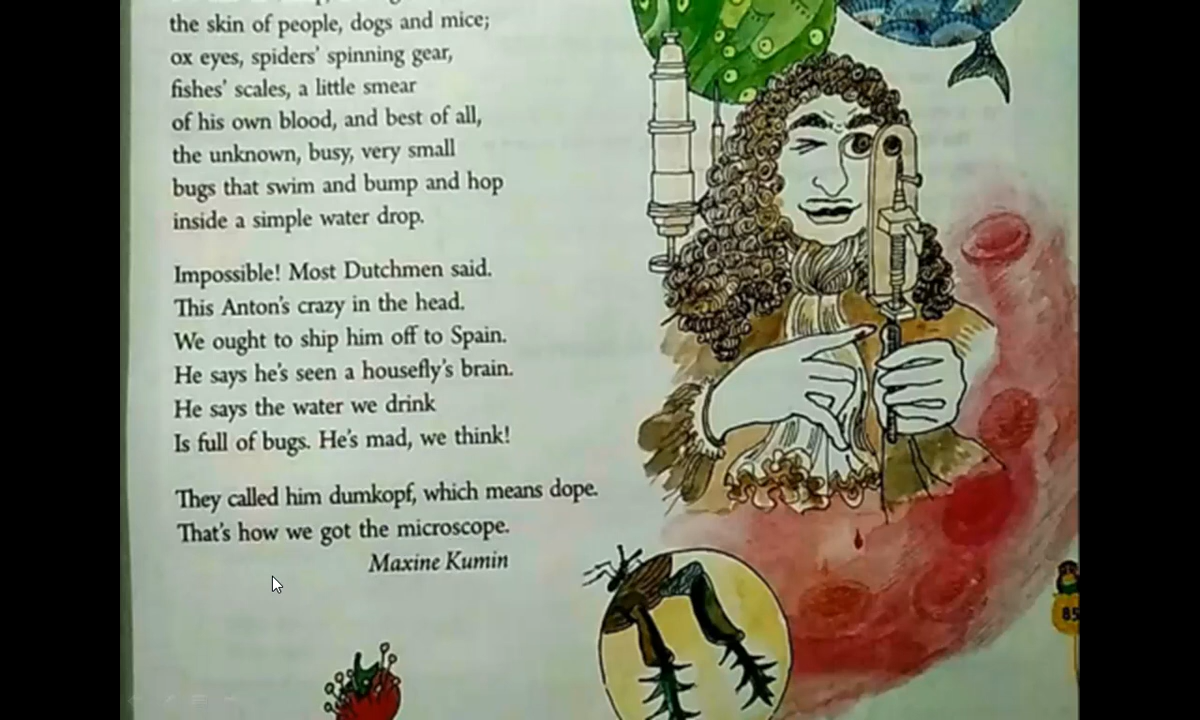 the skin of people, dogs and mice;
ox eyes, spiders' spinning gear,
fishes' scales, a little smear
of his own blood, and best of all,
the unknown, busy, very small
bugs that swim and bump and hop
inside a simple water drop.
Impossible! Most Dutchmen said.
This Anton's crazy in the head.
We ought to ship him off to Spain.
He says he's seen a housefly's brain.
He says the water we drink
Is full of bugs. He's mad, we think!
They called him dumkopf, which means dope.
That's how we got the microscope.
Maxine Kumin
85